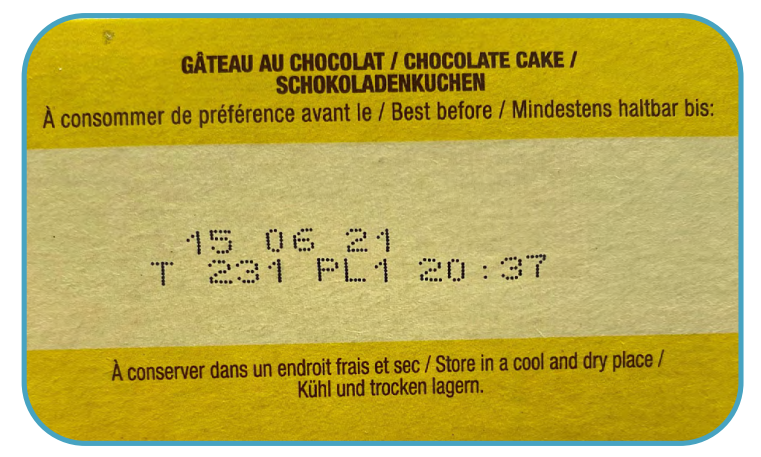 GÂTEAU AU CHOCOLAT / CHOCOLATE CAKE /
SCHOKOLADENKUCHEN
À consommer de préférence avant le / Best before / Mindestens haltbar bis:
15 06 21
T 231 PL1 20:37
À conserver dans un endroit frais et sec / Store in a cool and dry place /
Kühl und trocken lagern.